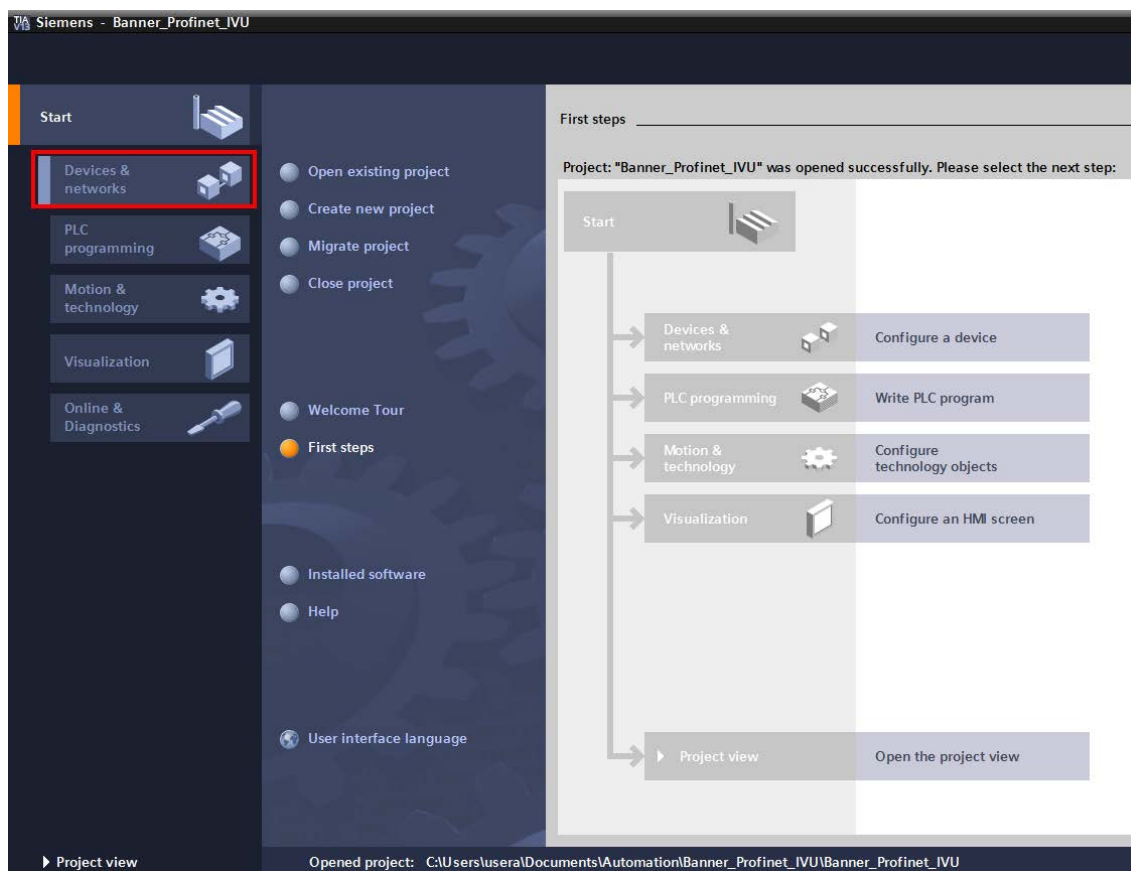 TIA V13 Siemens - Banner_Profinet_IVU
Start
Devices &
networks
PLC
programming
Motion &
technology
Visualization
Online &
Diagnostics
Open existing project
Create new project
Migrate project
Close project
Welcome Tour
First steps
Installed software
Help
User interface language
First steps
Project: "Banner_Profinet_IVU" was opened successfully. Please select the next step:
Start
Devices &
networks
Configure a device
PLC programming
Write PLC program
Motion &
technology
Configure
technology objects
Visualization
Configure an HMI screen
Project view
Open the project view
Project view
Opened project: C:\Users\usera\Documents\Automation\Banner_Profinet_IVU\Banner_Profinet_IVU